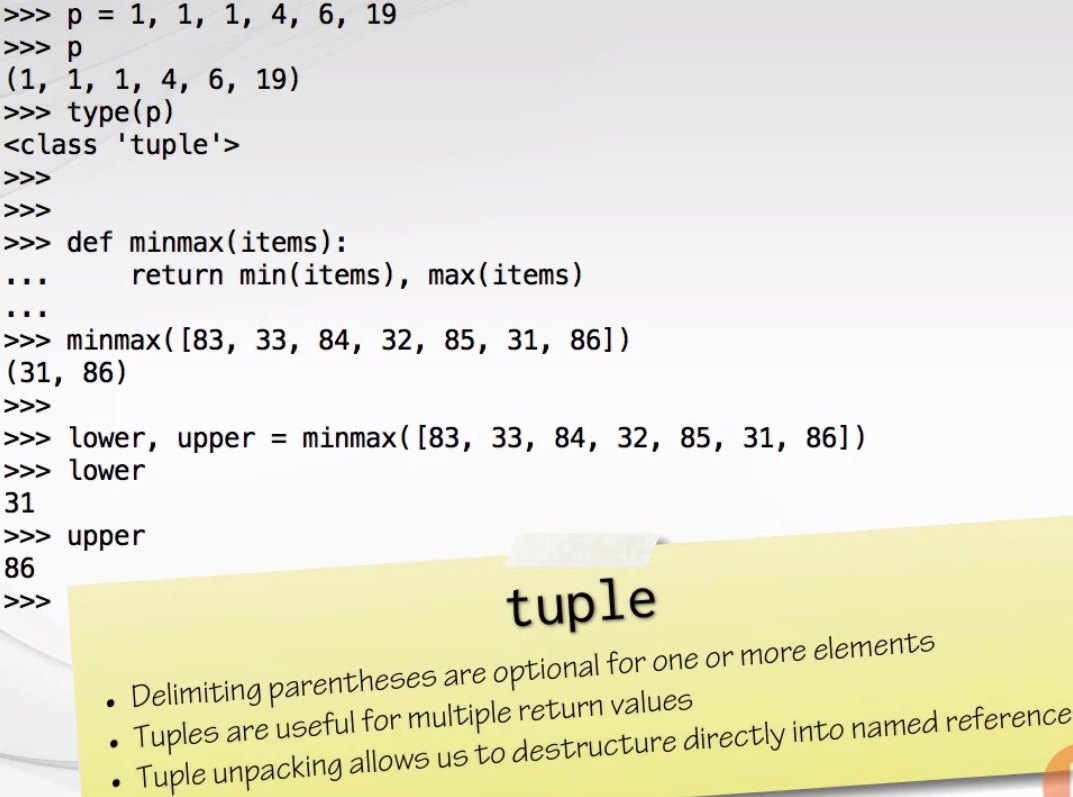 >>> p = 1, 1, 1, 4, 6, 19
>>> p
(1, 1, 1, 4, 6, 19)
>>> type(p)
<class 'tuple'>
>>>
>>>
>>> def minmax(items):
...     return min(items), max(items)
...
>>> minmax([83, 33, 84, 32, 85, 31, 86])
(31, 86)
>>>
>>> lower, upper = minmax([83, 33, 84, 32, 85, 31, 86])
>>> lower
31
>>> upper
86
>>>
tuple
• Delimiting parentheses are optional for one or more elements
• Tuples are useful for multiple return values
• Tuple unpacking allows us to destructure directly into named reference